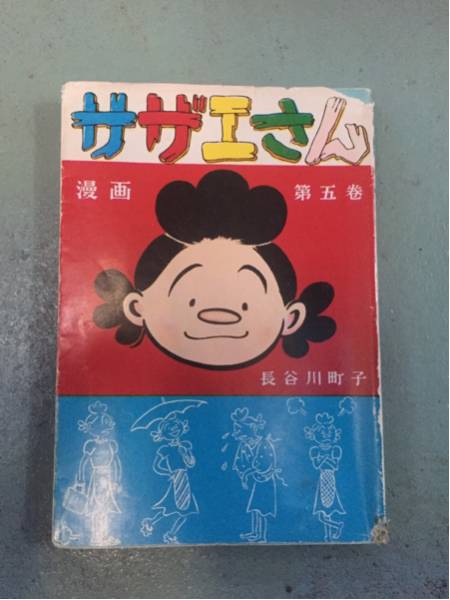 サザエさん
漫画
第五巻
長谷川町子